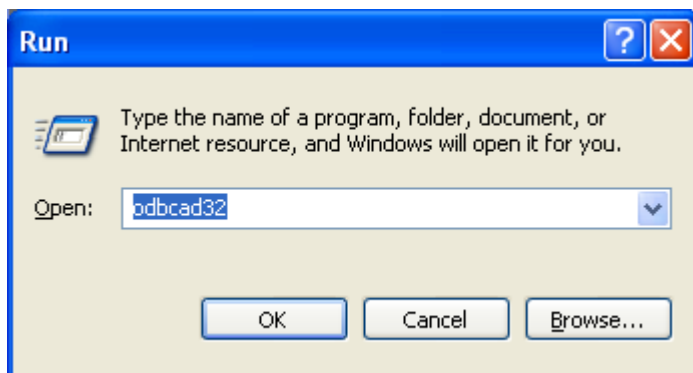 Run
?
Type the name of a program, folder, document, or
Internet resource, and Windows will open it for you.
Open: odbcad32
OK Cancel Browse...